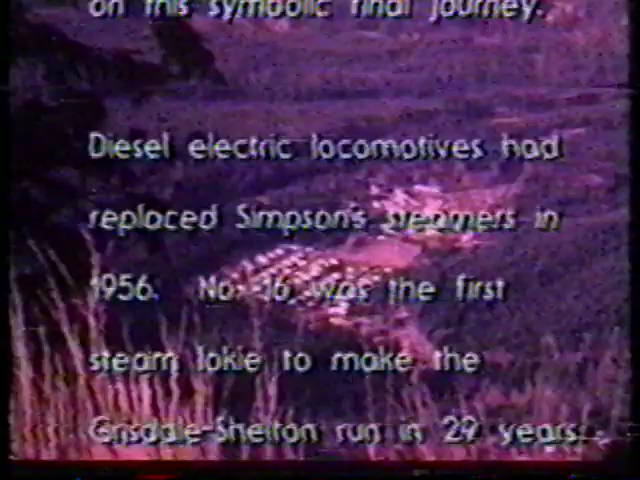 on this symbolic final journey.
Diesel electric locomotives had
replaced Simpson's steamers in
1956. No. 16 was the first
steam lokie to make the
Grisdale-Shelton run in 29 years.